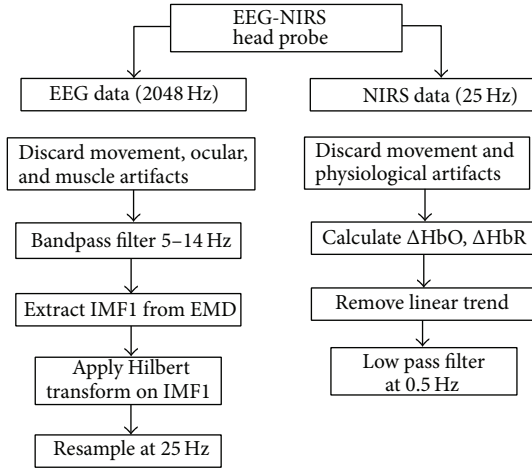 EEG-NIRS
head probe
EEG data (2048 Hz)
Discard movement, ocular,
and muscle artifacts
Bandpass filter 5–14 Hz
Extract IMF1 from EMD
Apply Hilbert
transform on IMF1
Resample at 25 Hz
NIRS data (25 Hz)
Discard movement and
physiological artifacts
Calculate ΔHbO, ΔHbR
Remove linear trend
Low pass filter
at 0.5 Hz